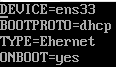 DEVICE=ens33
BOOTPROTO=dhcp
TYPE=Ehernet
ONBOOT=yes